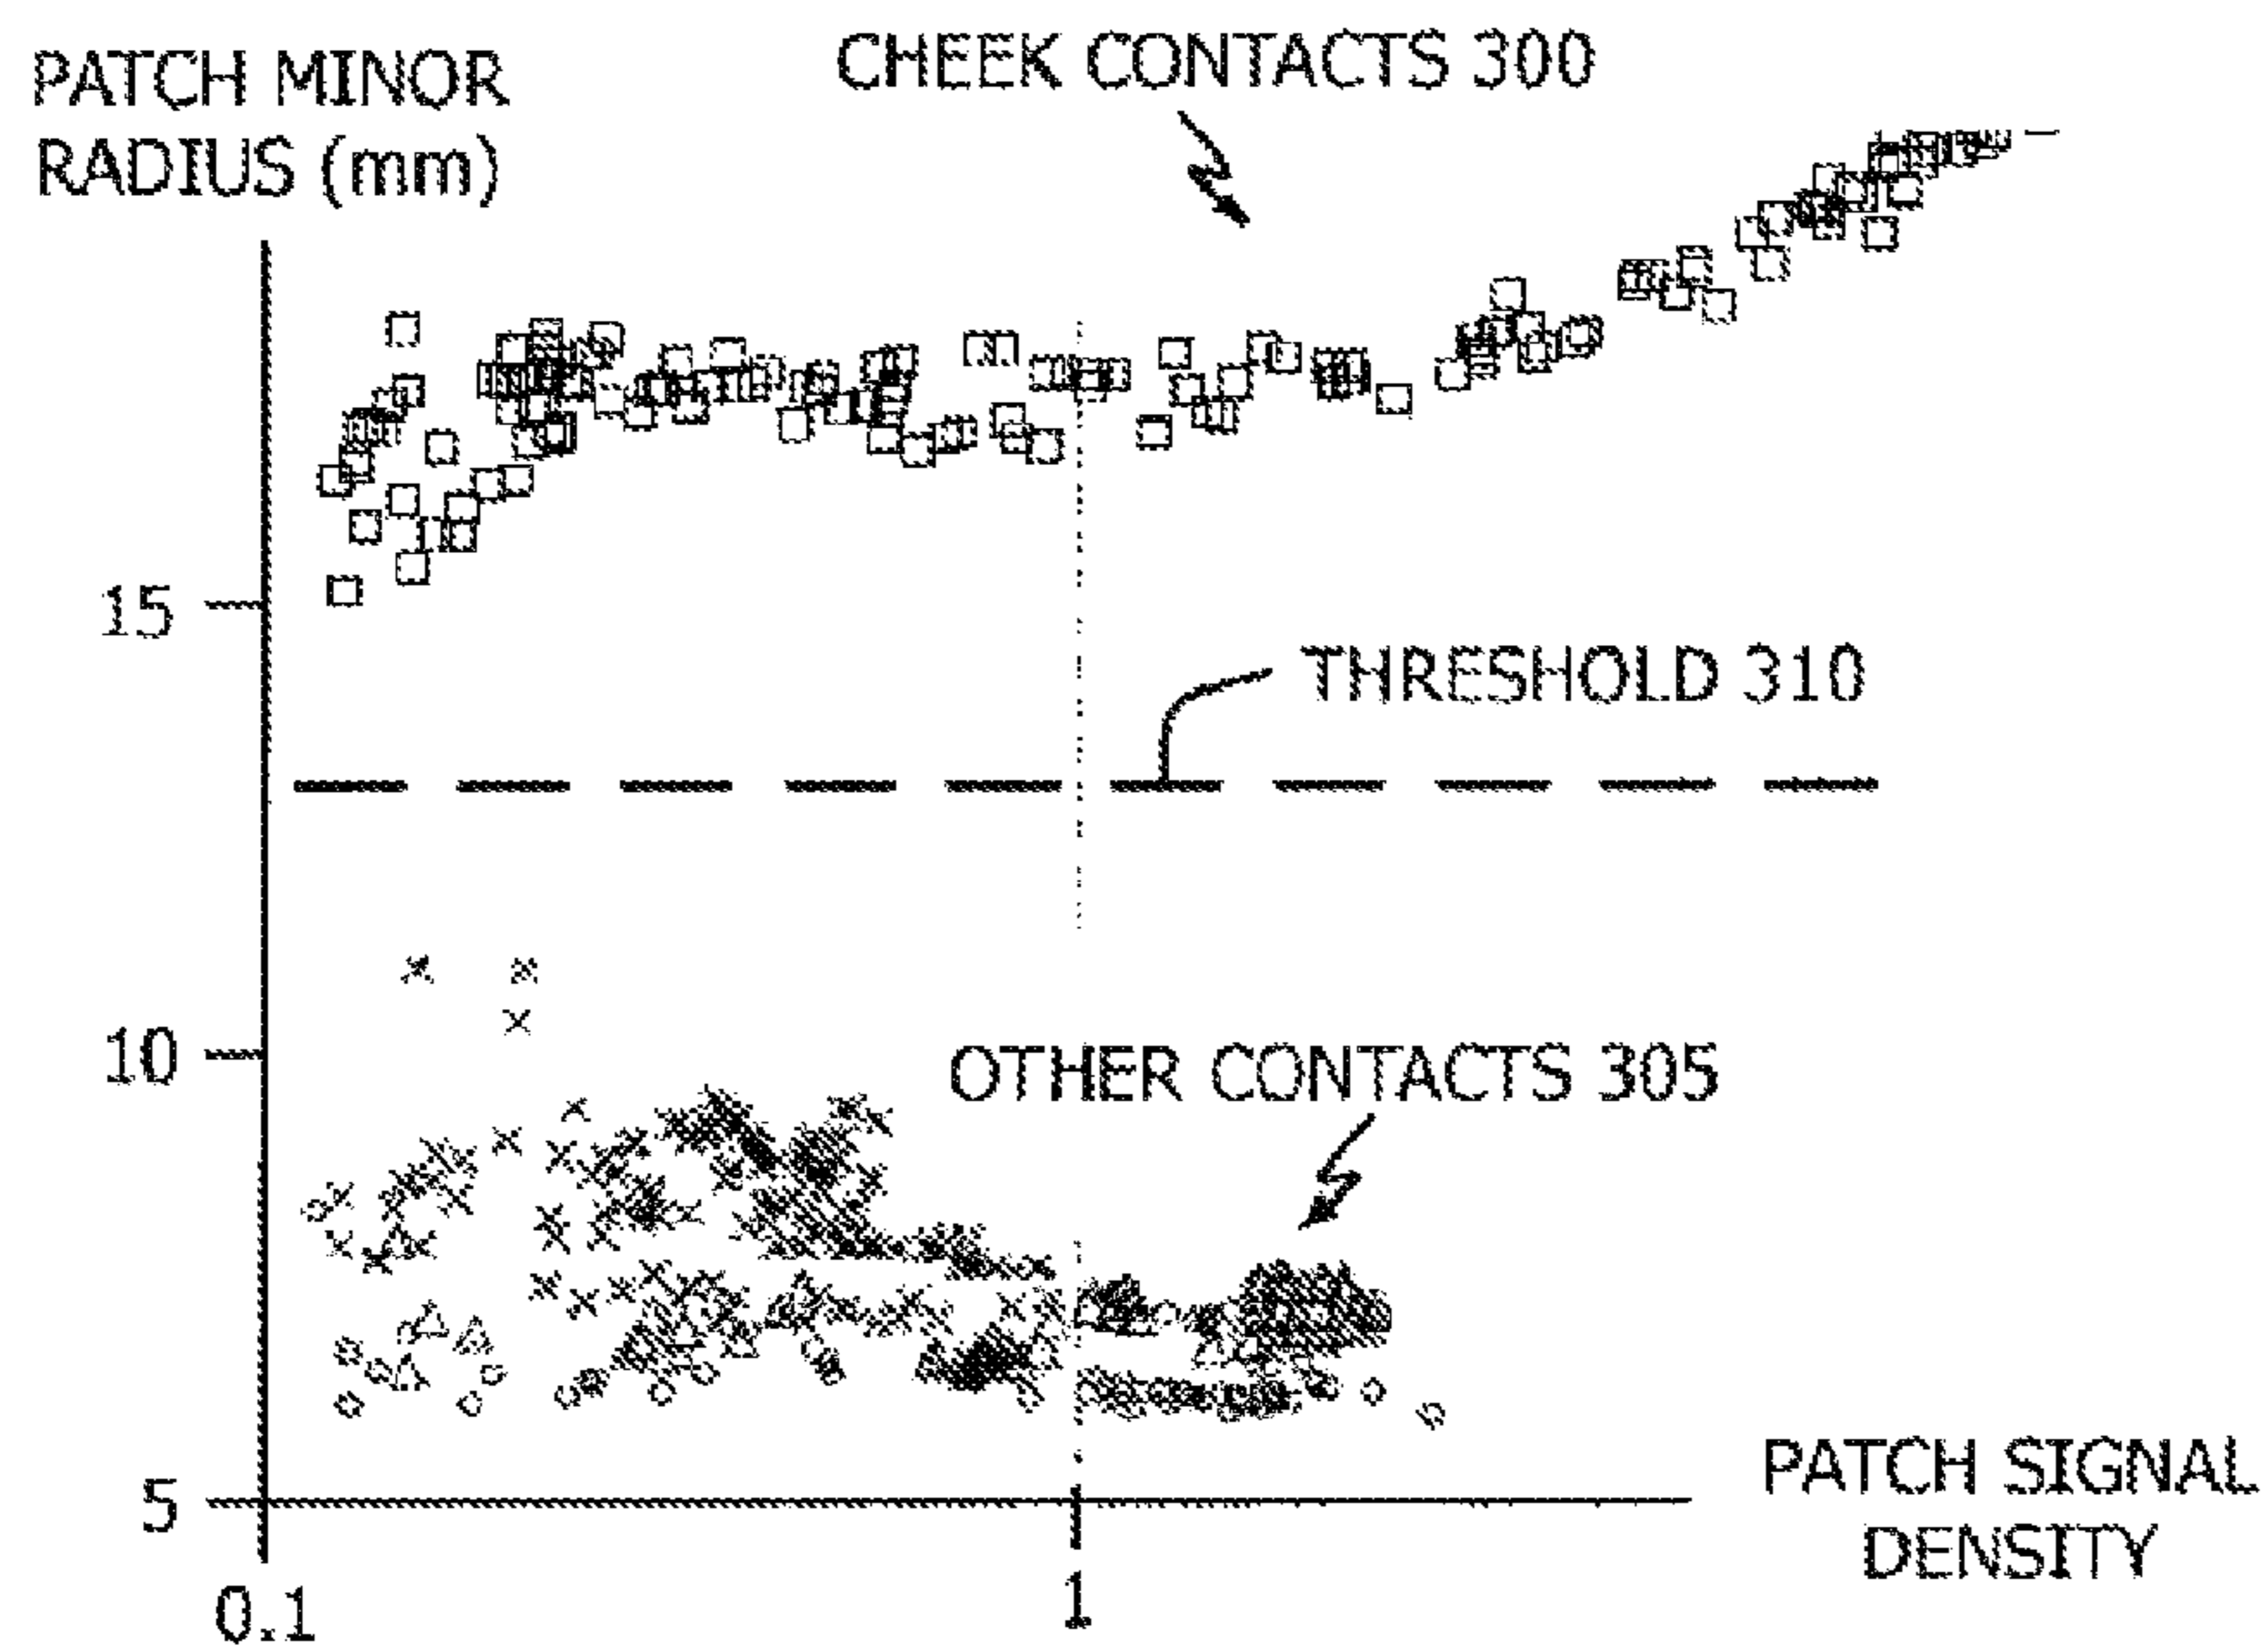 PATCH MINOR
RADIUS (mm)
CHEEK CONTACTS 300
15
THRESHOLD 310
10
OTHER CONTACTS 305
5
PATCH SIGNAL
DENSITY
0.1
1